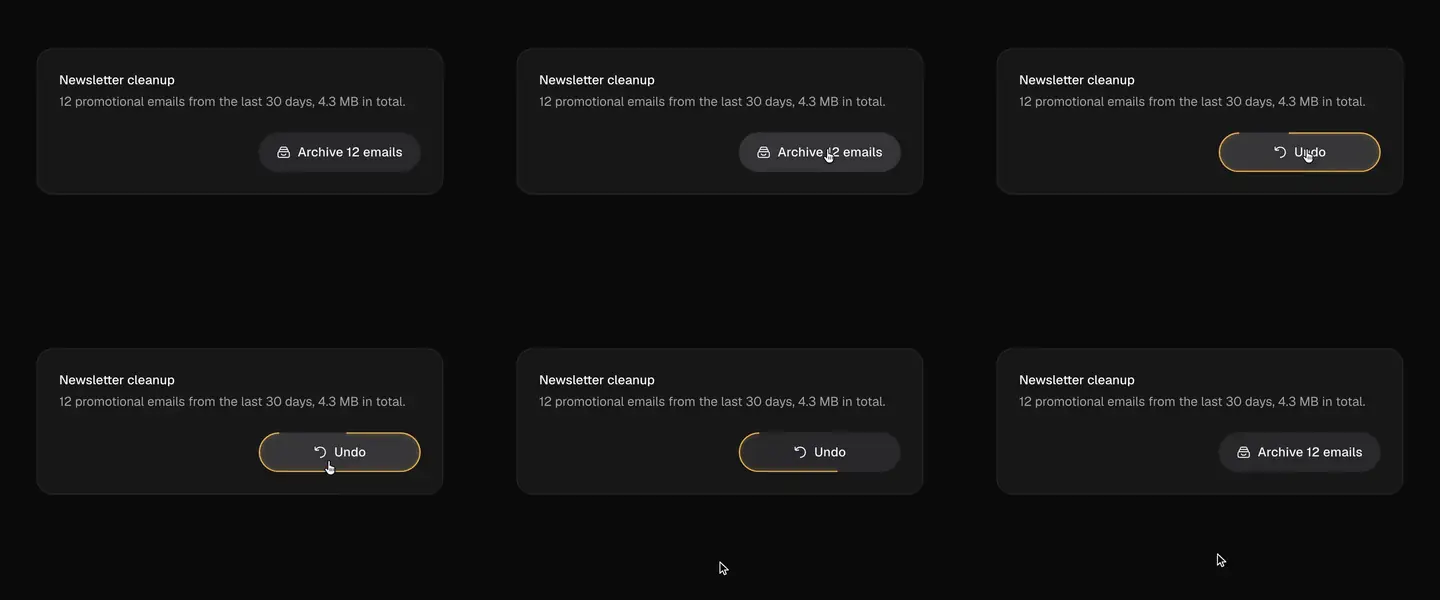 Newsletter cleanup
12 promotional emails from the last 30 days, 4.3 MB in total.
Archive 12 emails
Newsletter cleanup
12 promotional emails from the last 30 days, 4.3 MB in total.
Archive 12 emails
Newsletter cleanup
12 promotional emails from the last 30 days, 4.3 MB in total.
Undo
Newsletter cleanup
12 promotional emails from the last 30 days, 4.3 MB in total.
Undo
Newsletter cleanup
12 promotional emails from the last 30 days, 4.3 MB in total.
Undo
Newsletter cleanup
12 promotional emails from the last 30 days, 4.3 MB in total.
Archive 12 emails